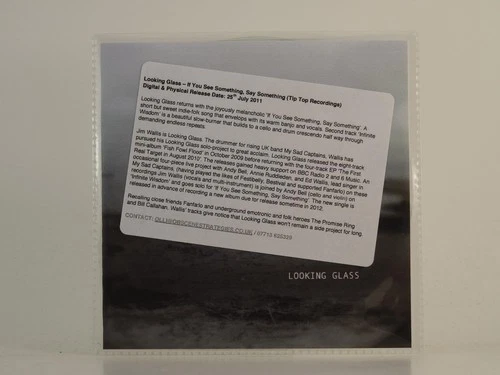 Looking Glass – If You See Something, Say Something (Tip Top Recordings)
Digital & Physical Release Date: 25th July 2011
Looking Glass returns with the joyously melancholic 'If You See Something, Say Something'. A
short but sweet indie-folk song that envelops with its warm banjo and vocals. Second track 'Infinite
Wisdom' is a beautiful slow-burner that builds to a cello and drum crescendo half way through
demanding endless repeats.
Jim Wallis is Looking Glass. The drummer for rising UK band My Sad Captains, Wallis has
pursued his Looking Glass solo-project to great acclaim. Looking Glass released the eight-track
mini-album 'Fish Feel Flood' in October 2009 before returning with the four-track EP 'The First
Real Target' in August 2010. The releases gained heavy support on BBC Radio 2 and 6 Music. An
occasional four-piece live project with Andy Bell, Annie Ruddlesden, and Ed Wallis, lead singer in
My Sad Captains, (having played the likes of Festibelly, Beatival and supported Fanfarlo) on these
recordings Jim Wallis (vocals and multi-instrument) is joined by Andy Bell (cello and violin) on
'Infinite Wisdom' and goes solo for 'If You See Something, Say Something'. The new single is
released in advance of recording a new album due for release sometime in 2012.
Recalling close friends Fanfarlo and underground emotronic and folk heroes The Promise Ring
and Bill Callahan, Wallis' tracks give notice that Looking Glass won't remain a side project for long.
CONTACT: OLLI@SCENESTRATEGIES.CO.UK /
LOOKING GLASS